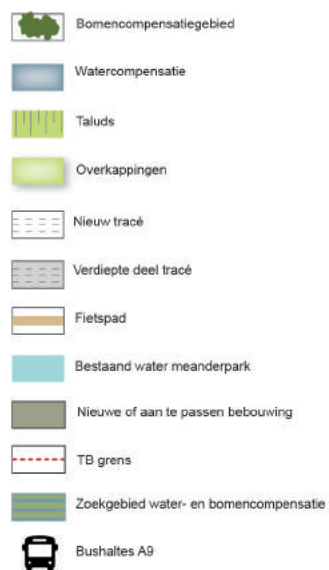 Bomencompensatiegebied
Watercompensatie
Taluds
Overkappingen
Nieuw tracé
Verdiepte deel tracé
Fietspad
Bestaand water meanderpark
Nieuwe of aan te passen bebouwing
TB grens
Zoekgebied water- en bomencompensatie
Bushaltes A9